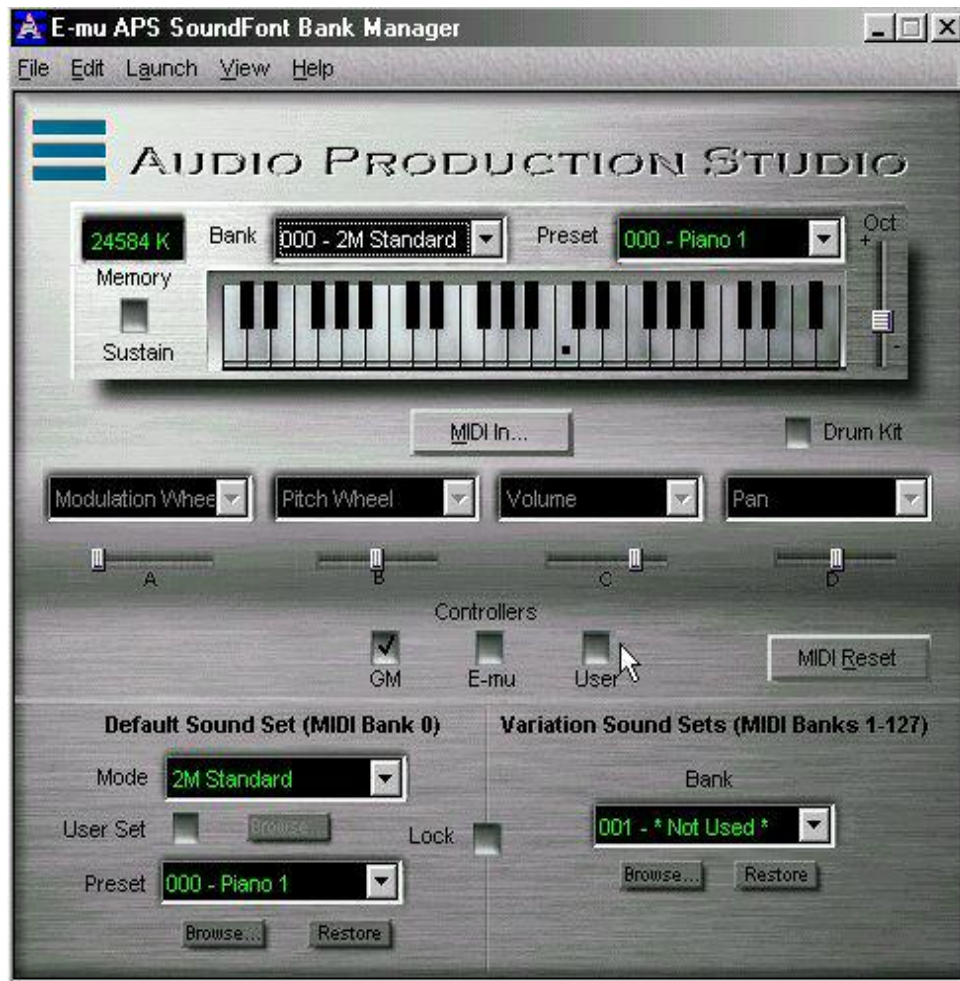 E-mu APS SoundFont Bank Manager
File Edit Launch View Help
AUDIO PRODUCTION STUDIO
24584 K Bank 000 - 2M Standard Preset 000 - Piano 1 Oct
+
Memory
Sustain
-
MIDI In... Drum Kit
Modulation Whee Pitch Wheel Volume Pan
A B C D
Controllers
GM E-mu User MIDI Reset
Default Sound Set (MIDI Bank 0) Variation Sound Sets (MIDI Banks 1-127)
Mode 2M Standard Bank
User Set Browse... Lock 001 - * Not Used *
Preset 000 - Piano 1 Browse... Restore
Browse... Restore